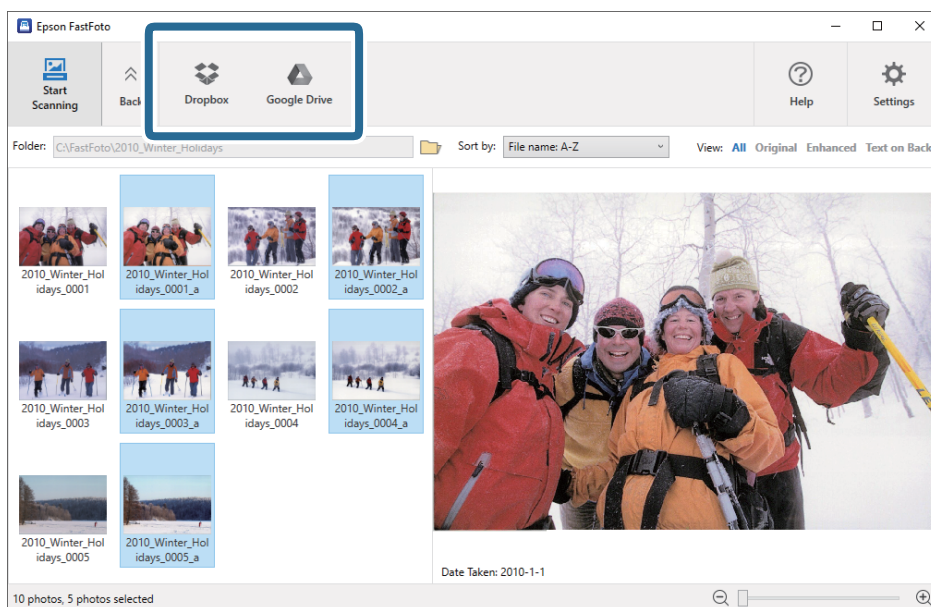 Epson FastFoto
Start
Scanning
Back
Dropbox
Google Drive
Help
Settings
Folder:
C:\FastFoto\2010_Winter_Holidays
Sort by:
File name: A-Z
View:
All
Original
Enhanced
Text on Back
2010_Winter_Hol
idays_0001
2010_Winter_Hol
idays_0001_a
2010_Winter_Hol
idays_0002
2010_Winter_Hol
idays_0002_a
2010_Winter_Hol
idays_0003
2010_Winter_Hol
idays_0003_a
2010_Winter_Hol
idays_0004
2010_Winter_Hol
idays_0004_a
2010_Winter_Hol
idays_0005
2010_Winter_Hol
idays_0005_a
Date Taken: 2010-1-1
10 photos, 5 photos selected